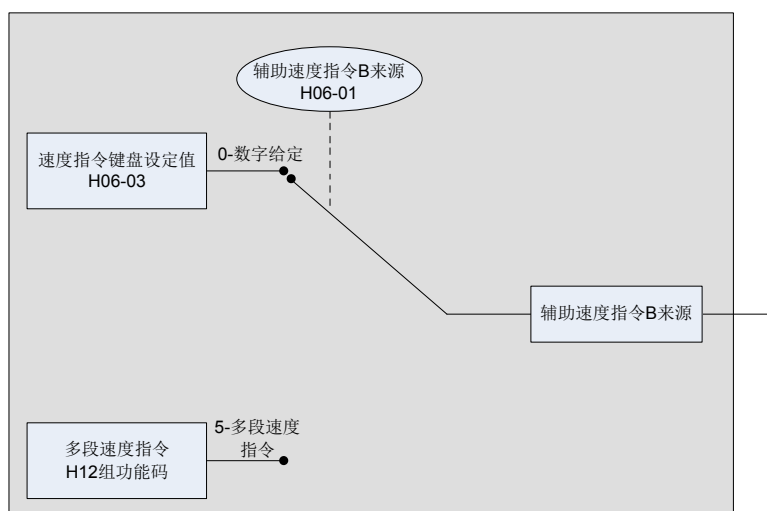 辅助速度指令B来源
H06-01
速度指令键盘设定值
H06-03
0-数字给定
辅助速度指令B来源
5-多段速度
指令
多段速度指令
H12组功能码